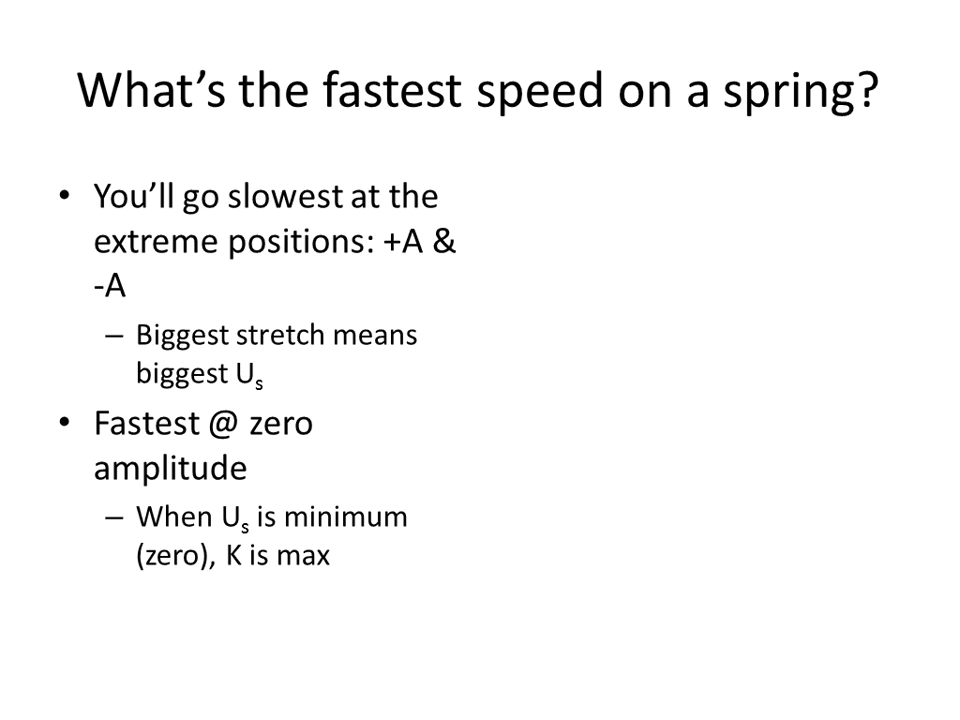 What’s the fastest speed on a spring?
• You’ll go slowest at the
extreme positions: +A &
-A
– Biggest stretch means
biggest Us
• Fastest @ zero
amplitude
– When Us is minimum
(zero), K is max